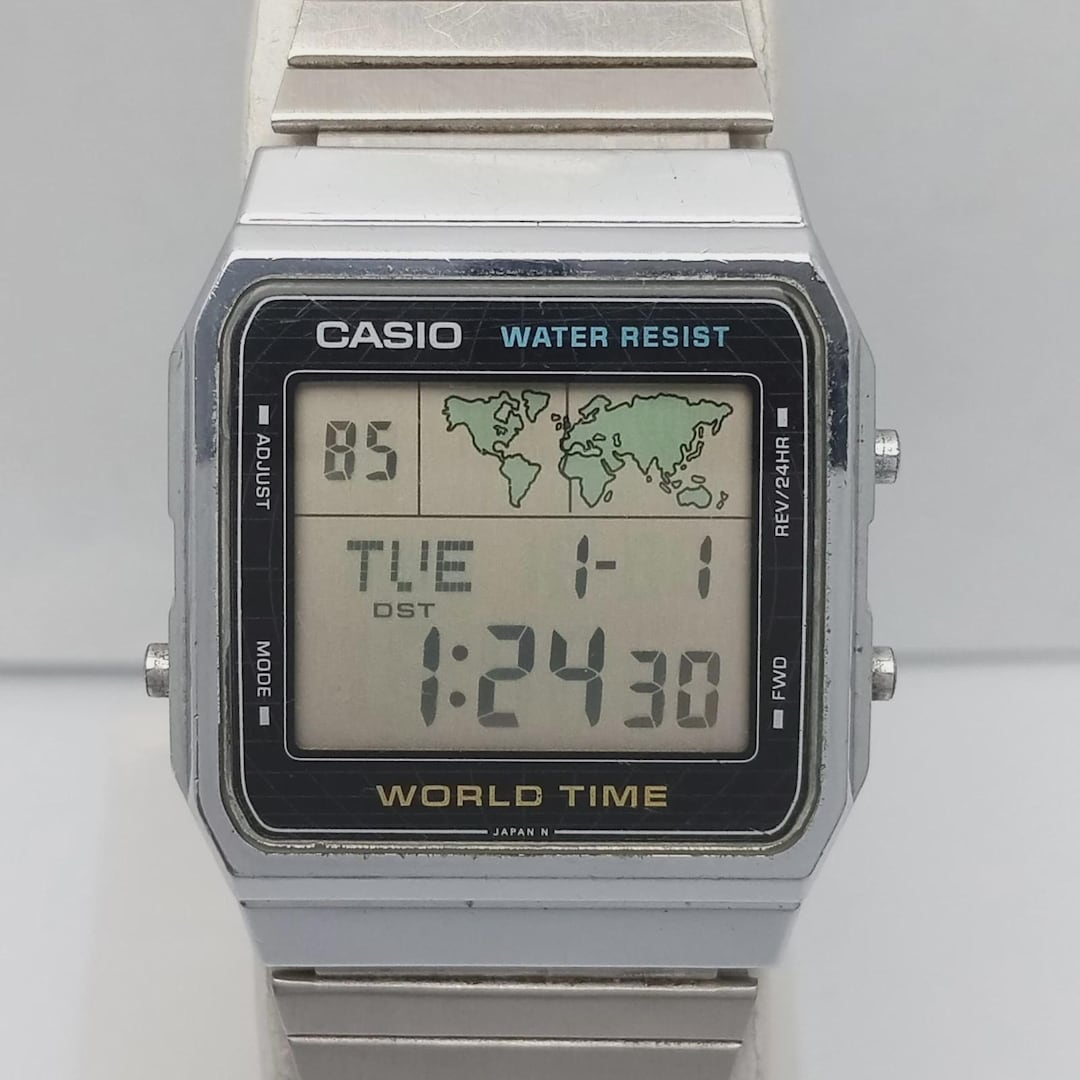 CASIO WATER RESIST
ADJUST
REV/24HR
85
TUE 1- 1
DST
1:24 30
MODE
FWD
WORLD TIME
JAPAN N